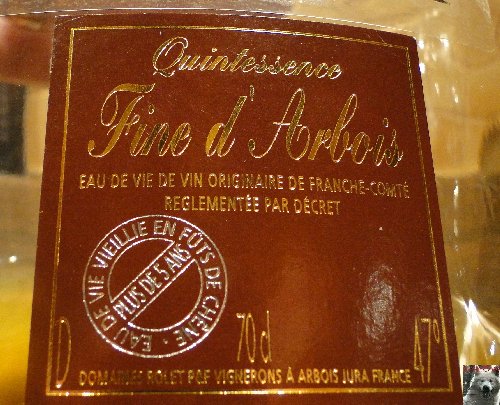 Quintessence
Fine d'Arbois
EAU DE VIE DE VIN ORIGINAIRE DE FRANCHE-COMTÉ
REGLEMENTÉE PAR DÉCRET
EAU DE VIE VIEILLIE EN FÛTS DE CHÊNE
PLUS DE 5 ANS
D 70 cl 47°
DOMAINES ROLET P&F VIGNERONS À ARBOIS JURA FRANCE